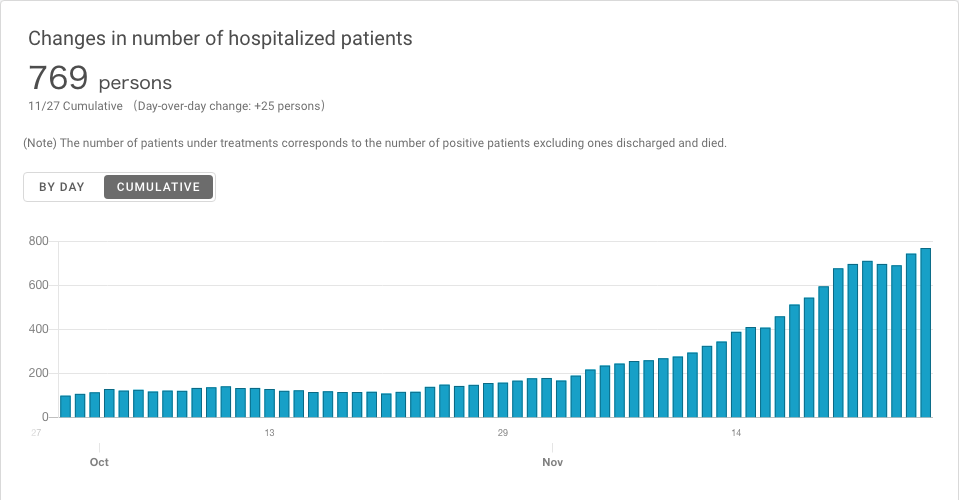 Changes in number of hospitalized patients
769 persons
11/27 Cumulative （Day-over-day change: +25 persons）
(Note) The number of patients under treatments corresponds to the number of positive patients excluding ones discharged and died.
BY DAY CUMULATIVE
800
600
400
200
0
27 13 29 14
Oct Nov